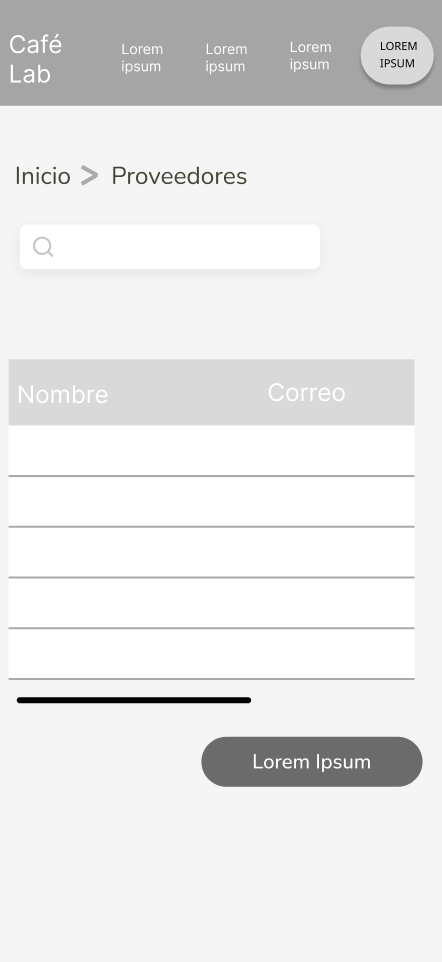 Café
Lab
Lorem
ipsum
Lorem
ipsum
Lorem
ipsum
LOREM
IPSUM
Inicio > Proveedores
Nombre Correo
Lorem Ipsum